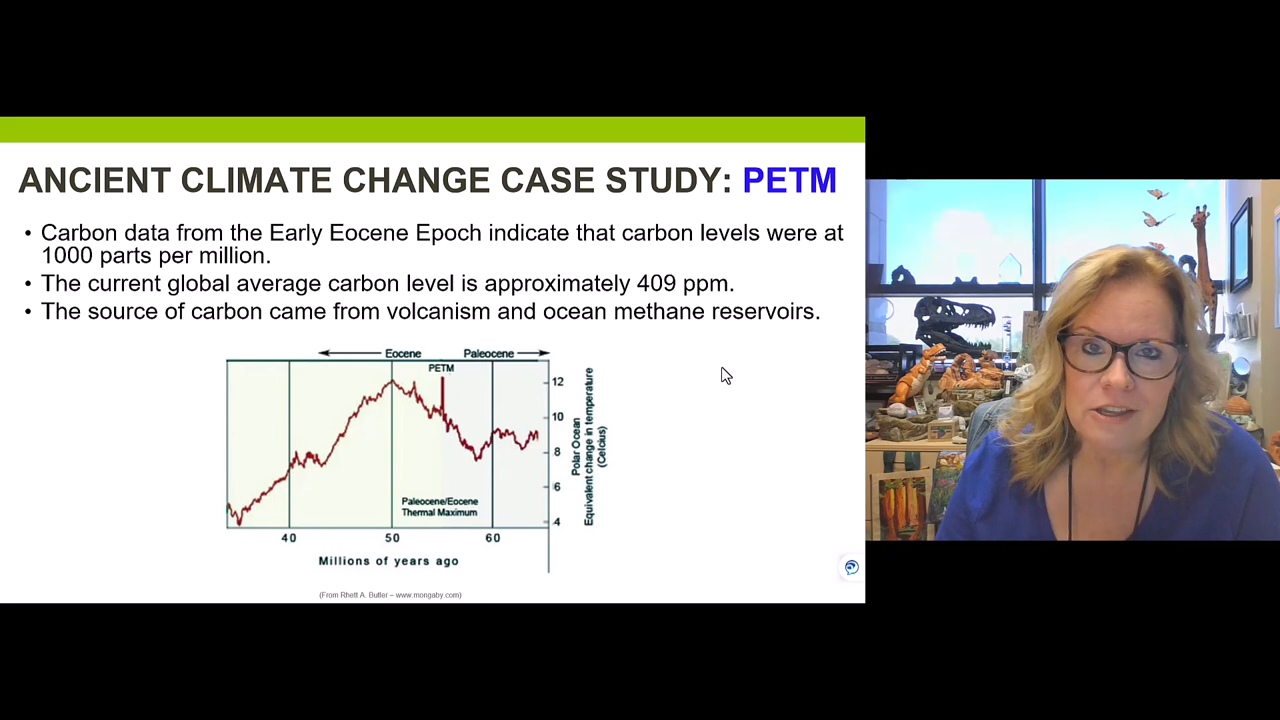 ANCIENT CLIMATE CHANGE CASE STUDY: PETM
• Carbon data from the Early Eocene Epoch indicate that carbon levels were at
1000 parts per million.
• The current global average carbon level is approximately 409 ppm.
• The source of carbon came from volcanism and ocean methane reservoirs.
Eocene Paleocene
PETM
12
10
8
6
4
Polar Ocean
Equivalent change in temperature
(Celcius)
Paleocene/Eocene
Thermal Maximum
40 50 60
Millions of years ago
(From Rhett A. Butler – www.mongaby.com)